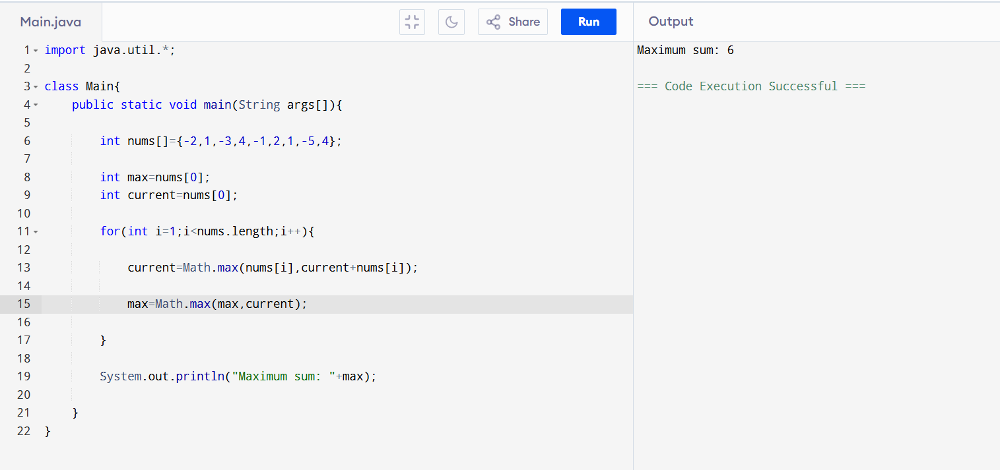 Main.java
Share
Run
Output
1 import java.util.*;
2
3 class Main{
4     public static void main(String args[]){
5
6         int nums[]={-2,1,-3,4,-1,2,1,-5,4};
7
8         int max=nums[0];
9         int current=nums[0];
10
11         for(int i=1;i<nums.length;i++){
12
13             current=Math.max(nums[i],current+nums[i]);
14
15             max=Math.max(max,current);
16
17         }
18
19         System.out.println("Maximum sum: "+max);
20
21     }
22 }
Maximum sum: 6
=== Code Execution Successful ===